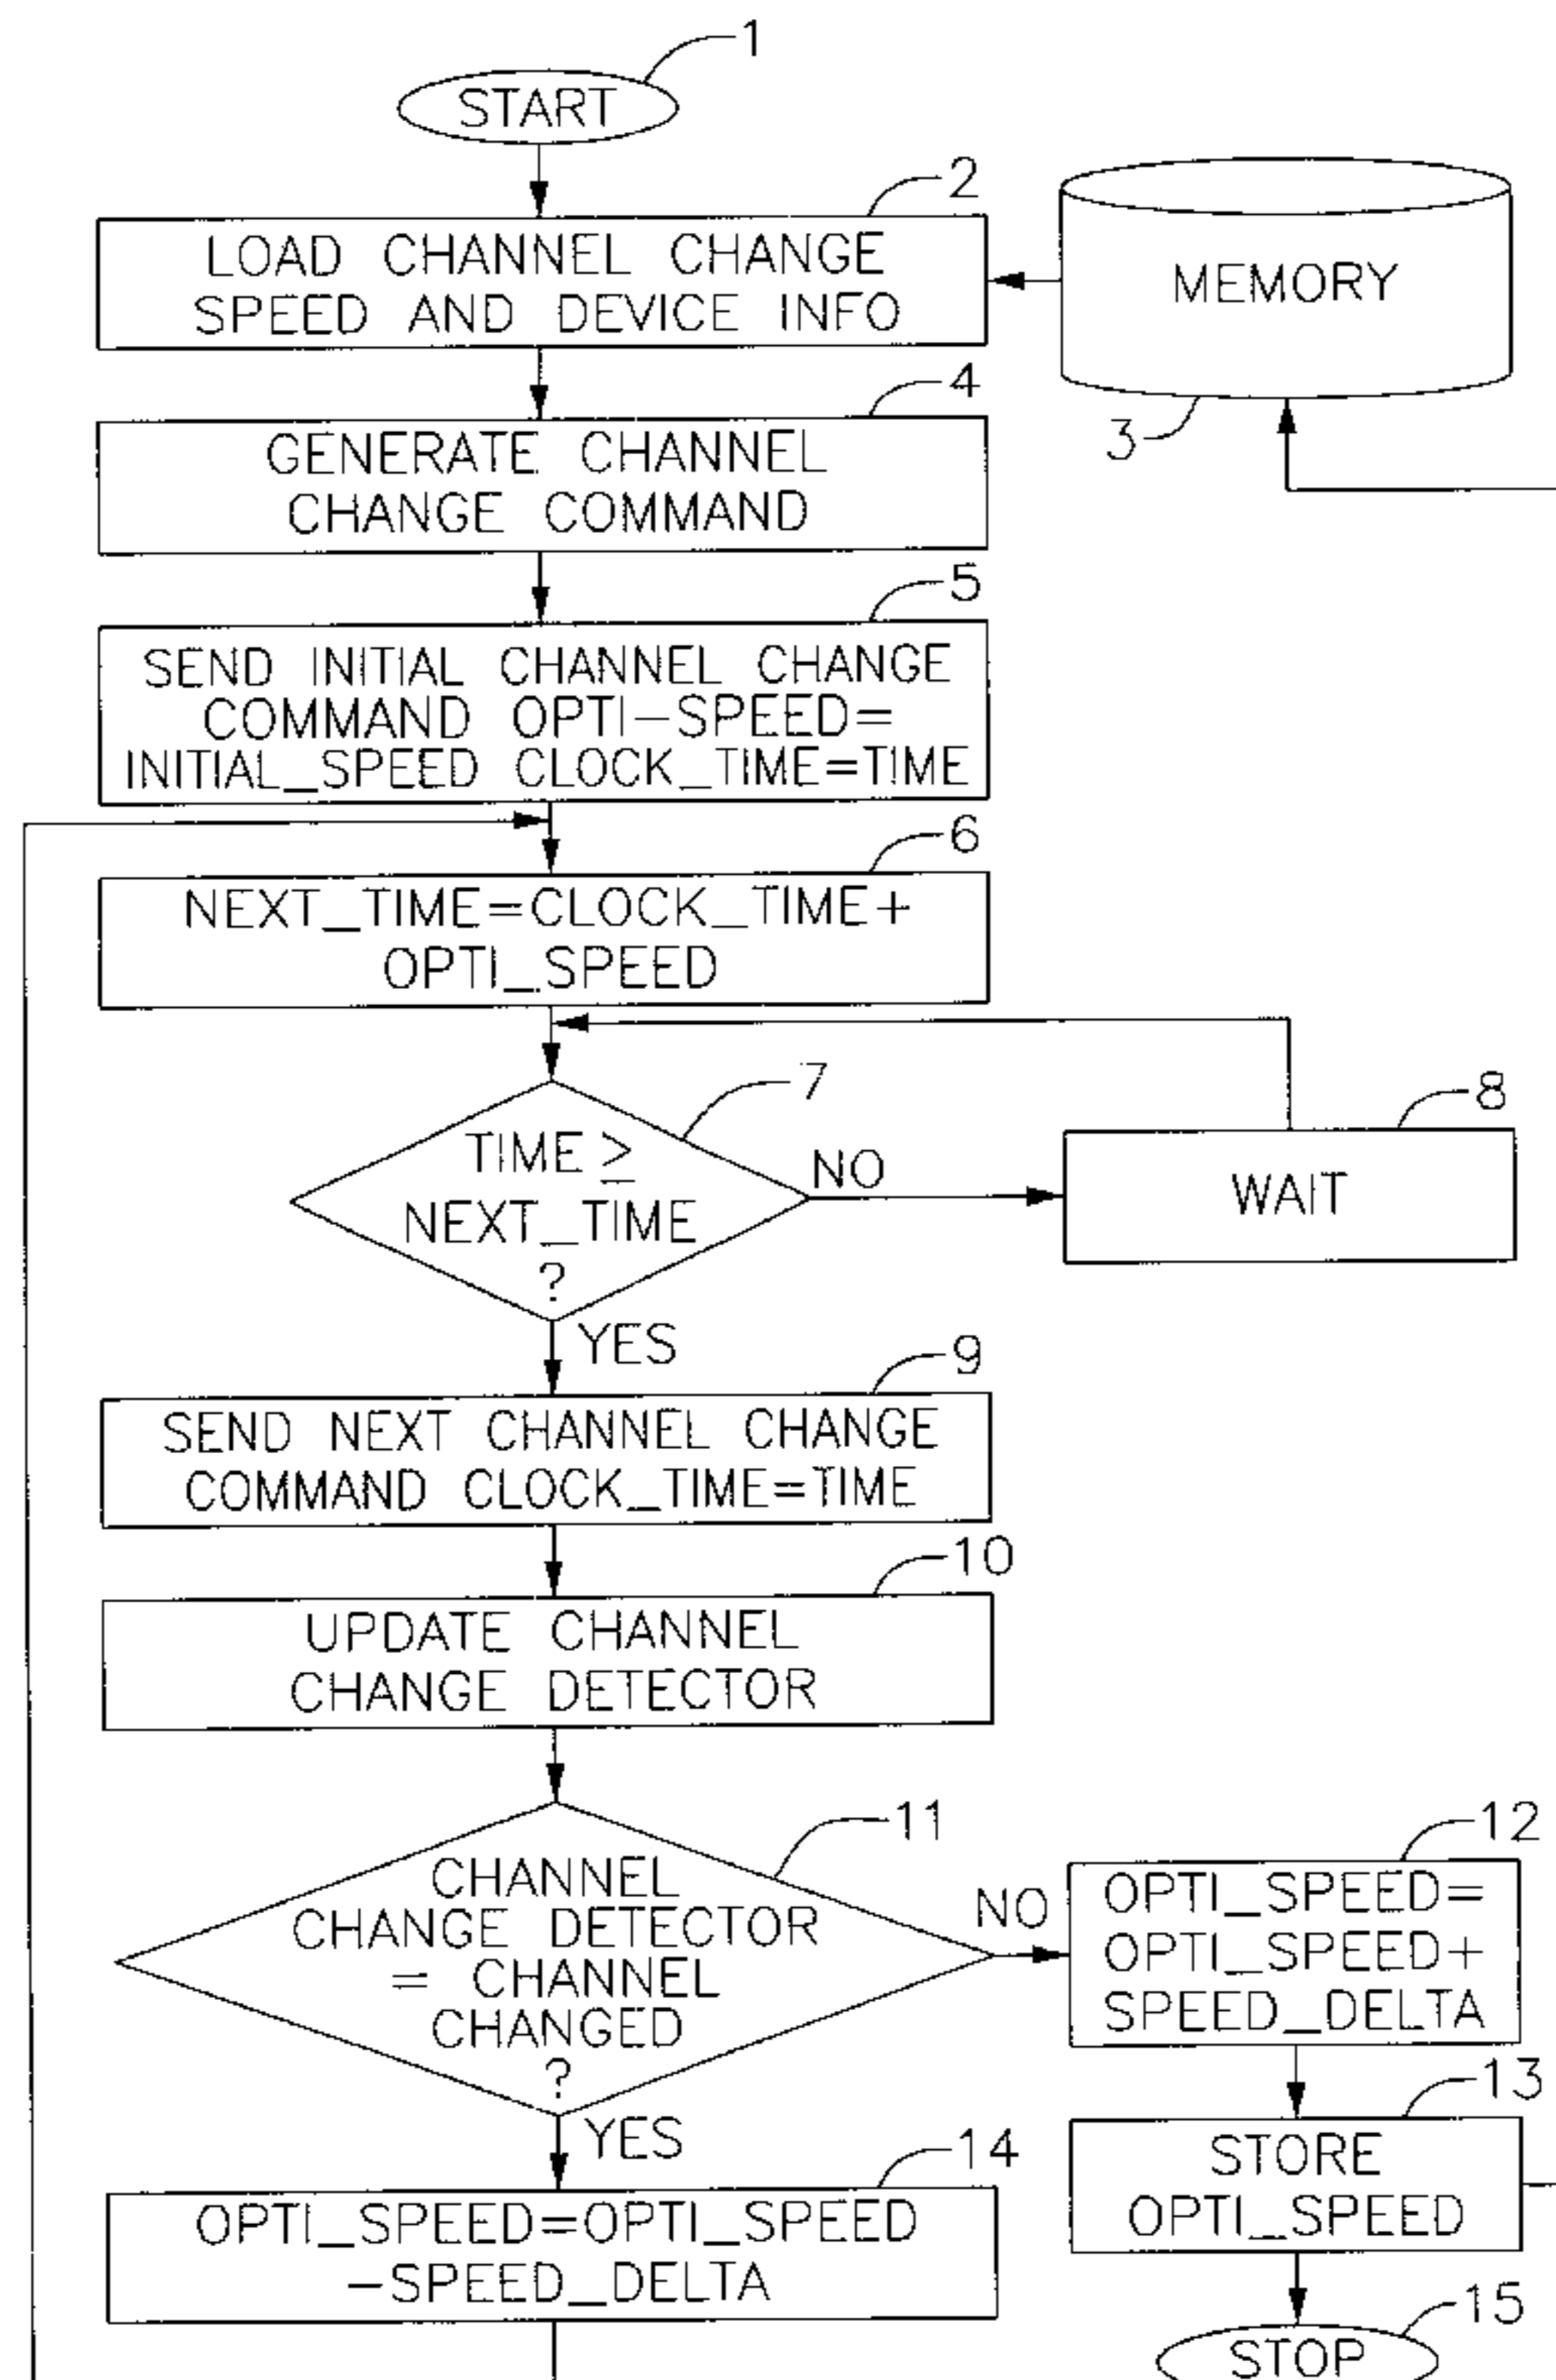 1
START
2
LOAD CHANNEL CHANGE
SPEED AND DEVICE INFO
MEMORY
3
4
GENERATE CHANNEL
CHANGE COMMAND
5
SEND INITIAL CHANNEL CHANGE
COMMAND OPTI-SPEED=
INITIAL_SPEED CLOCK_TIME=TIME
6
NEXT_TIME=CLOCK_TIME+
OPTI_SPEED
7
TIME ≥
NEXT_TIME
?
NO
8
WAIT
YES
9
SEND NEXT CHANNEL CHANGE
COMMAND CLOCK_TIME=TIME
10
UPDATE CHANNEL
CHANGE DETECTOR
11
CHANNEL
CHANGE DETECTOR
= CHANNEL
CHANGED
?
NO
12
OPTI_SPEED=
OPTI_SPEED+
SPEED_DELTA
13
STORE
OPTI_SPEED
YES
14
OPTI_SPEED=OPTI_SPEED
-SPEED_DELTA
15
STOP